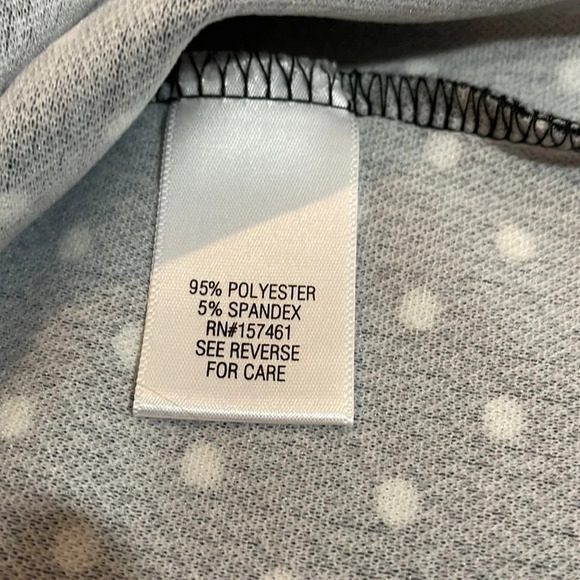 95% POLYESTER
5% SPANDEX
RN#157461
SEE REVERSE
FOR CARE